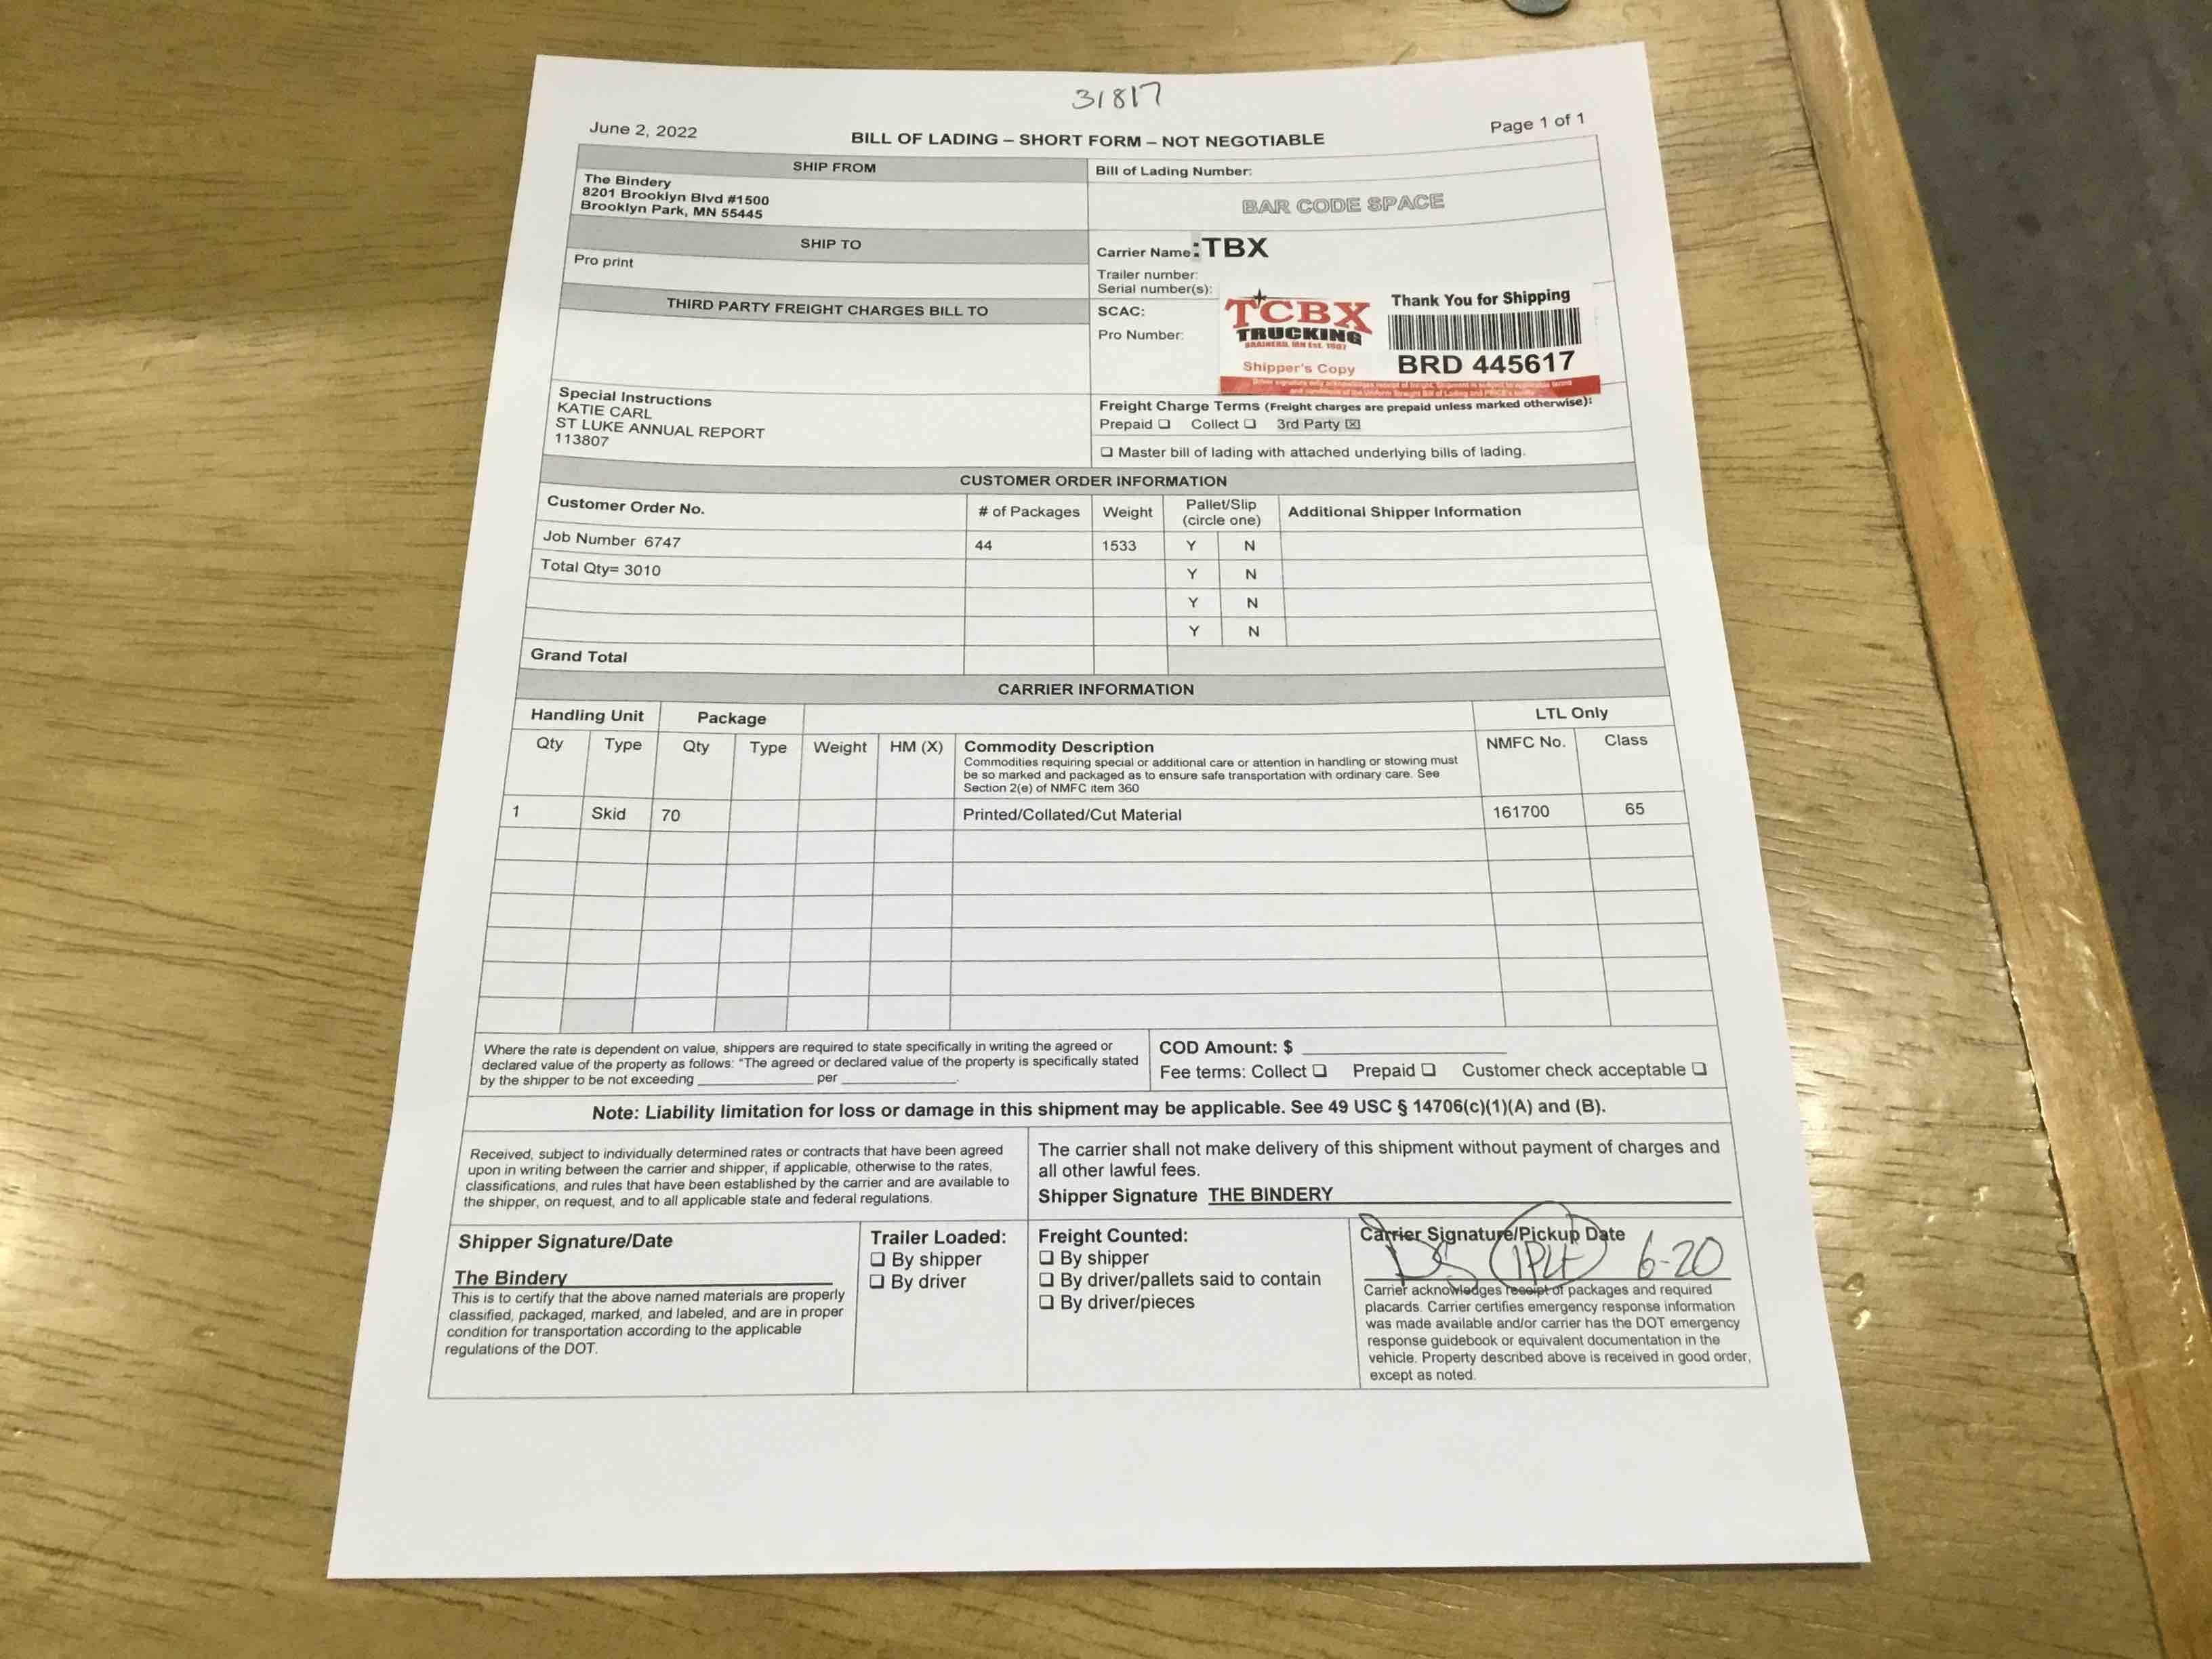 31817
June 2, 2022
BILL OF LADING – SHORT FORM – NOT NEGOTIABLE
Page 1 of 1
SHIP FROM
The Bindery
8201 Brooklyn Blvd #1500
Brooklyn Park, MN 55445
Bill of Lading Number:
BAR CODE SPACE
SHIP TO
Pro print
Carrier Name: TBX
Trailer number:
Serial number(s):
THIRD PARTY FREIGHT CHARGES BILL TO
SCAC:
Pro Number:
TCBX
TRUCKING
BRAINERD, MN Est. 1987
Shipper's Copy
Thank You for Shipping
BRD 445617
Special Instructions
KATIE CARL
ST LUKE ANNUAL REPORT
113807
Freight Charge Terms (Freight charges are prepaid unless marked otherwise):
Prepaid ❑ Collect ❑ 3rd Party ☒
❑ Master bill of lading with attached underlying bills of lading.
CUSTOMER ORDER INFORMATION
Customer Order No. # of Packages Weight Pallet/Slip (circle one) Additional Shipper Information
Job Number 6747 44 1533 Y N
Total Qty= 3010 Y N
Y N
Y N
Grand Total
CARRIER INFORMATION
Handling Unit Package LTL Only
Qty Type Qty Type Weight HM (X) Commodity Description NMFC No. Class
Commodities requiring special or additional care or attention in handling or stowing must
be so marked and packaged as to ensure safe transportation with ordinary care. See
Section 2(e) of NMFC item 360
1 Skid 70 Printed/Collated/Cut Material 161700 65
Where the rate is dependent on value, shippers are required to state specifically in writing the agreed or
declared value of the property as follows: "The agreed or declared value of the property is specifically stated
by the shipper to be not exceeding ____________ per ____________.
COD Amount: $ ____________
Fee terms: Collect ❑ Prepaid ❑ Customer check acceptable ❑
Note: Liability limitation for loss or damage in this shipment may be applicable. See 49 USC § 14706(c)(1)(A) and (B).
Received, subject to individually determined rates or contracts that have been agreed
upon in writing between the carrier and shipper, if applicable, otherwise to the rates,
classifications, and rules that have been established by the carrier and are available to
the shipper, on request, and to all applicable state and federal regulations.
The carrier shall not make delivery of this shipment without payment of charges and
all other lawful fees.
Shipper Signature THE BINDERY
Shipper Signature/Date
The Bindery
This is to certify that the above named materials are properly
classified, packaged, marked, and labeled, and are in proper
condition for transportation according to the applicable
regulations of the DOT.
Trailer Loaded:
❑ By shipper
❑ By driver
Freight Counted:
❑ By shipper
❑ By driver/pallets said to contain
❑ By driver/pieces
Carrier Signature/Pickup Date
DS 1PLT 6-20
Carrier acknowledges receipt of packages and required
placards. Carrier certifies emergency response information
was made available and/or carrier has the DOT emergency
response guidebook or equivalent documentation in the
vehicle. Property described above is received in good order,
except as noted.